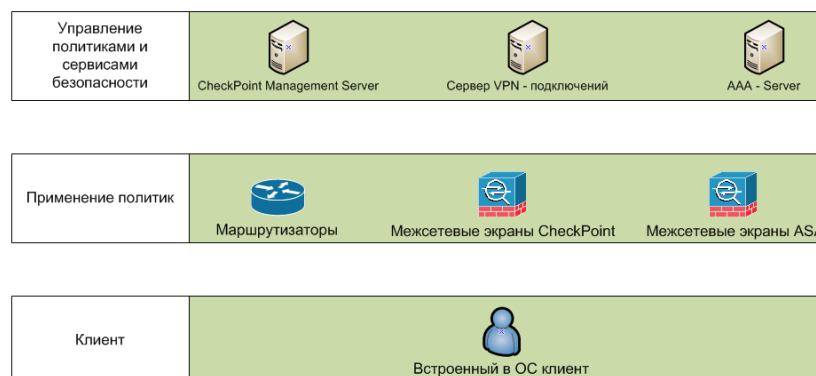 Управление
политиками и
сервисами
безопасности
CheckPoint Management Server
Сервер VPN - подключений
AAA - Server
Применение политик
Маршрутизаторы
Межсетевые экраны CheckPoint
Межсетевые экраны ASA
Клиент
Встроенный в ОС клиент